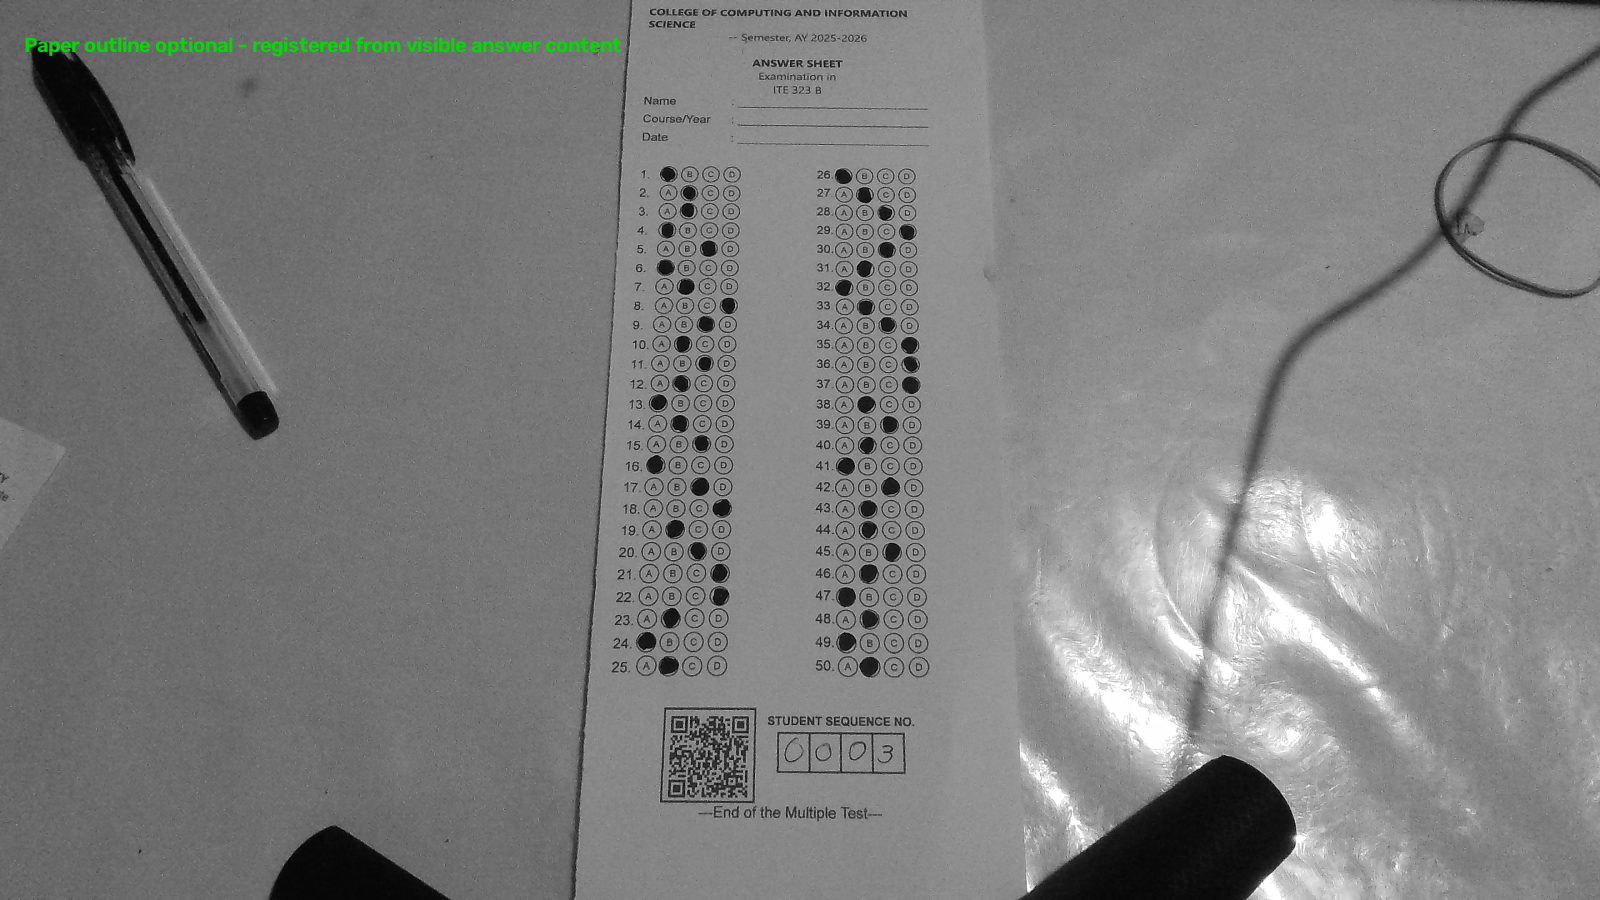 Paper outline optional - registered from visible answer content
COLLEGE OF COMPUTING AND INFORMATION
SCIENCE
-- Semester, AY 2025-2026
ANSWER SHEET
Examination in
ITE 323 B
Name :
Course/Year :
Date :
1. B C D
2. A C D
3. A C D
4. B C D
5. A B D
6. B C D
7. A C D
8. A B C
9. A B D
10. A C D
11. A B D
12. A C D
13. B C D
14. A C D
15. A B D
16. B C D
17. A B D
18. A B C
19. A C D
20. A B D
21. A B C
22. A B C
23. A C D
24. B C D
25. A C D
26. B C D
27. A C D
28. A B D
29. A B C
30. A B D
31. A C D
32. B C D
33. A C D
34. A B D
35. A B C
36. A B C
37. A B C
38. A C D
39. A B D
40. A C D
41. B C D
42. A B D
43. A C D
44. A C D
45. A B D
46. A C D
47. B C D
48. A C D
49. B C D
50. A C D
STUDENT SEQUENCE NO.
0 0 0 3
---End of the Multiple Test---